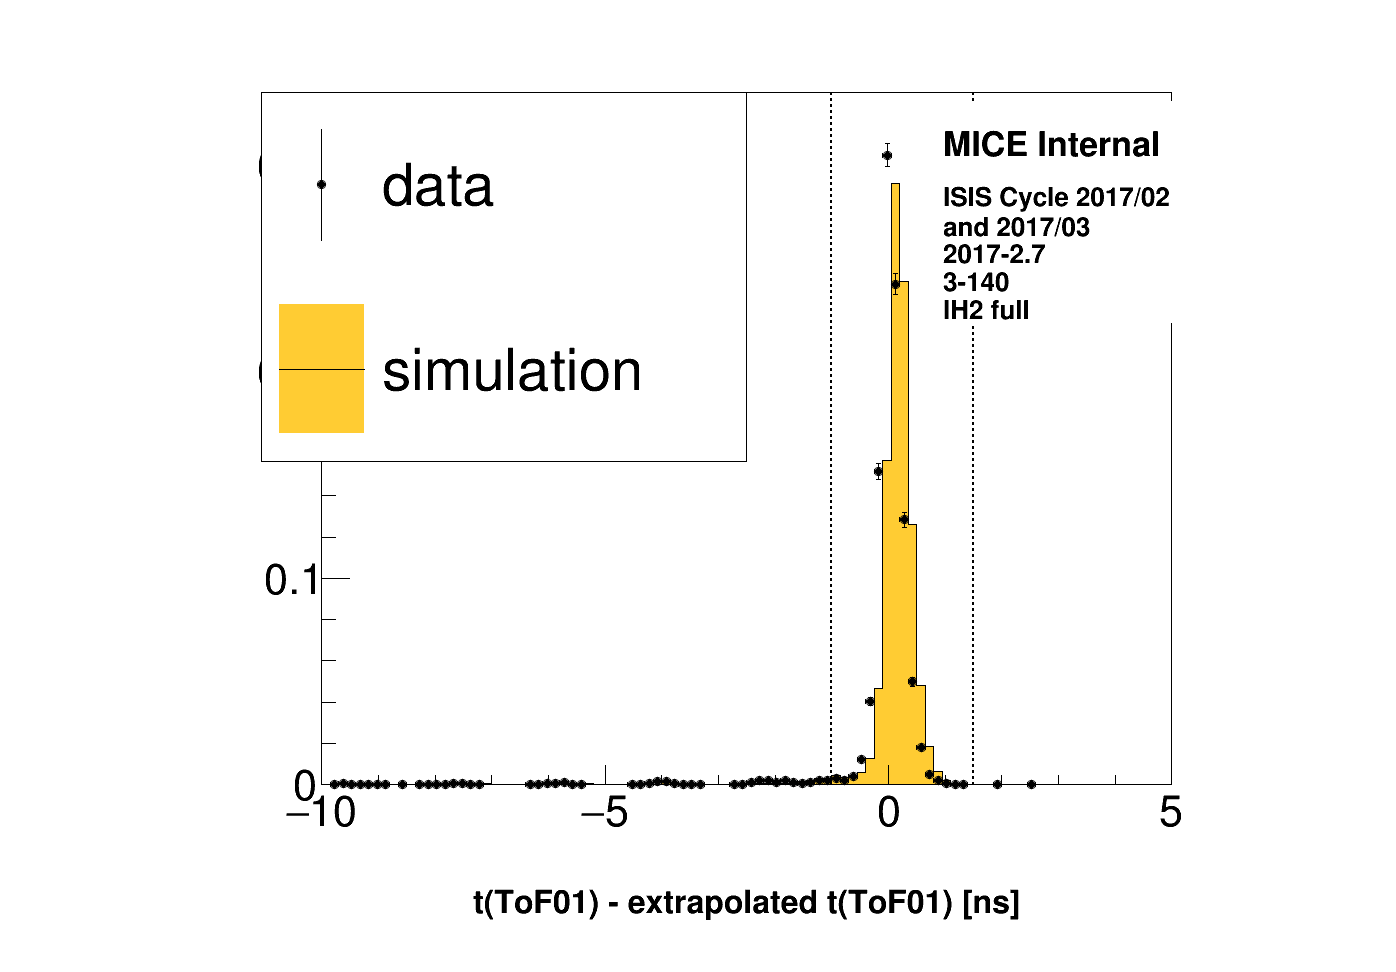 MICE Internal
data
ISIS Cycle 2017/02
and 2017/03
2017-2.7
3-140
IH2 full
simulation
0.1
0
−10 −5 0 5
t(ToF01) - extrapolated t(ToF01) [ns]